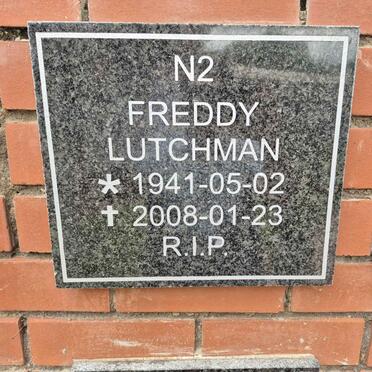 N2
FREDDY
LUTCHMAN
* 1941-05-02
✝ 2008-01-23
R.I.P.